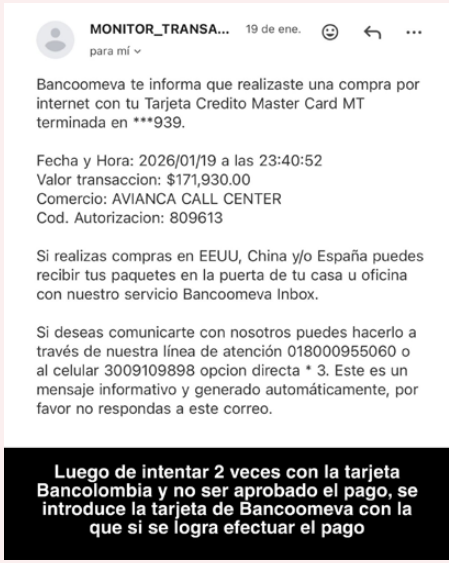 MONITOR_TRANSA... 19 de ene.
para mí
Bancoomeva te informa que realizaste una compra por
internet con tu Tarjeta Credito Master Card MT
terminada en ***939.
Fecha y Hora: 2026/01/19 a las 23:40:52
Valor transaccion: $171,930.00
Comercio: AVIANCA CALL CENTER
Cod. Autorizacion: 809613
Si realizas compras en EEUU, China y/o España puedes
recibir tus paquetes en la puerta de tu casa u oficina
con nuestro servicio Bancoomeva Inbox.
Si deseas comunicarte con nosotros puedes hacerlo a
través de nuestra línea de atención 018000955060 o
al celular 3009109898 opcion directa * 3. Este es un
mensaje informativo y generado automáticamente, por
favor no respondas a este correo.
Luego de intentar 2 veces con la tarjeta
Bancolombia y no ser aprobado el pago, se
introduce la tarjeta de Bancoomeva con la
que si se logra efectuar el pago